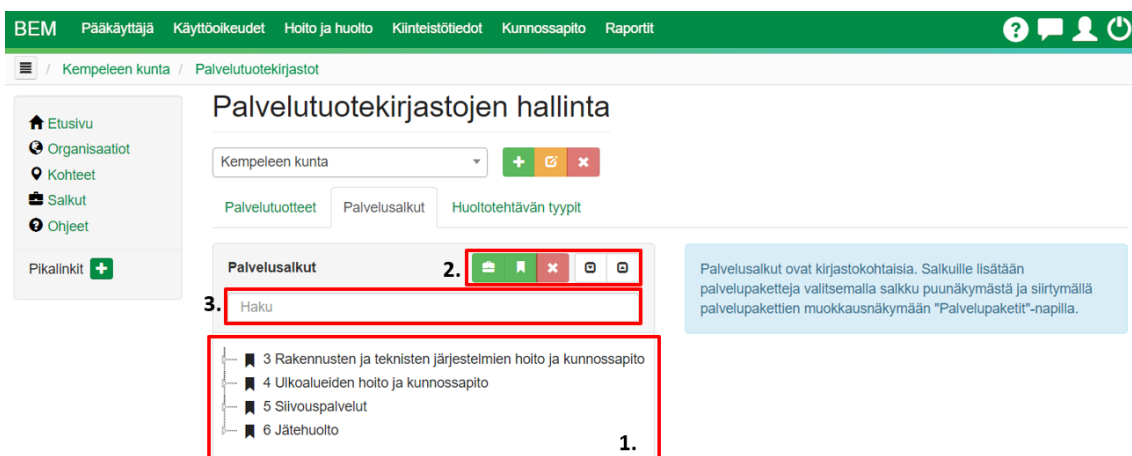 BEM Pääkäyttäjä Käyttöoikeudet Hoito ja huolto Kiinteistötiedot Kunnossapito Raportit
/ Kempeleen kunta / Palvelutuotekirjastot
Etusivu
Organisaatiot
Kohteet
Salkut
Ohjeet
Pikalinkit
Palvelutuotekirjastojen hallinta
Kempeleen kunta
Palvelutuotteet Palvelusalkut Huoltotehtävän tyypit
Palvelusalkut 2.
3. Haku
3 Rakennusten ja teknisten järjestelmien hoito ja kunnossapito
4 Ulkoalueiden hoito ja kunnossapito
5 Siivouspalvelut
6 Jätehuolto
1.
Palvelusalkut ovat kirjastokohtaisia. Salkuille lisätään
palvelupaketteja valitsemalla salkku puunäkymästä ja siirtymällä
palvelupakettien muokkausnäkymään "Palvelupaketit"-napilla.